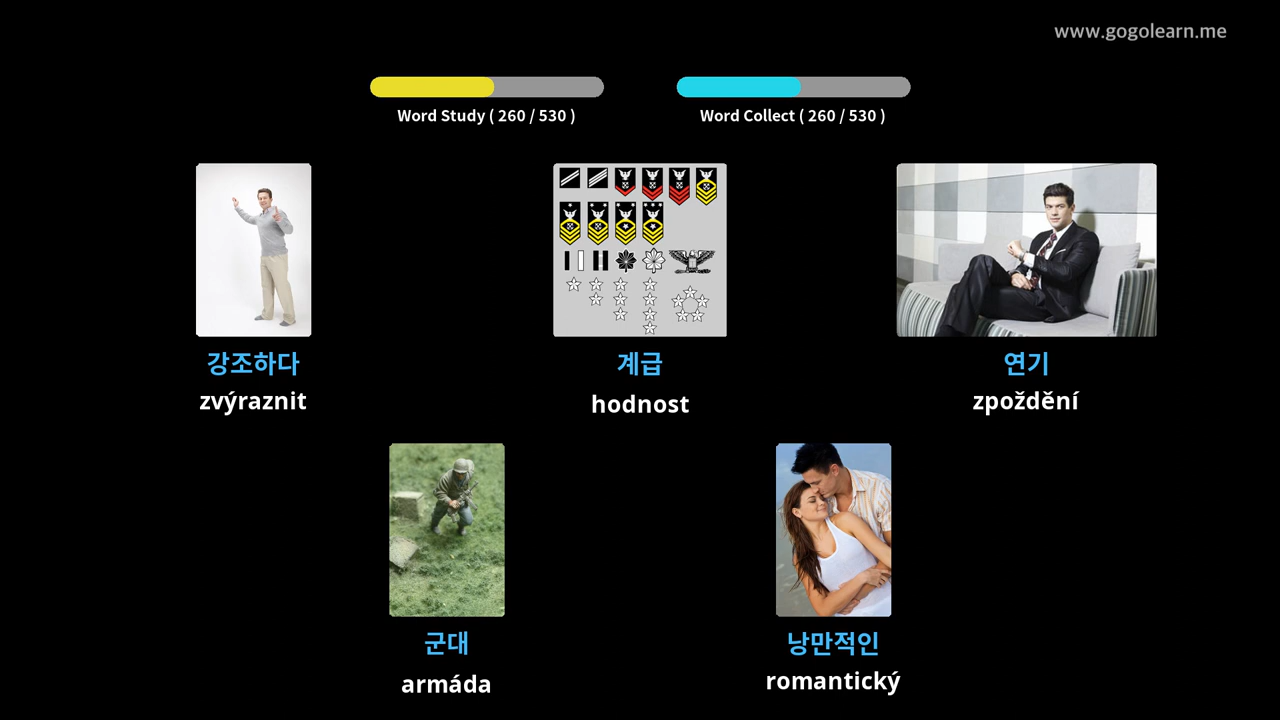 www.gogolearn.me
Word Study ( 260 / 530 )
Word Collect ( 260 / 530 )
강조하다
zvýraznit
계급
hodnost
연기
zpoždění
군대
armáda
낭만적인
romantický